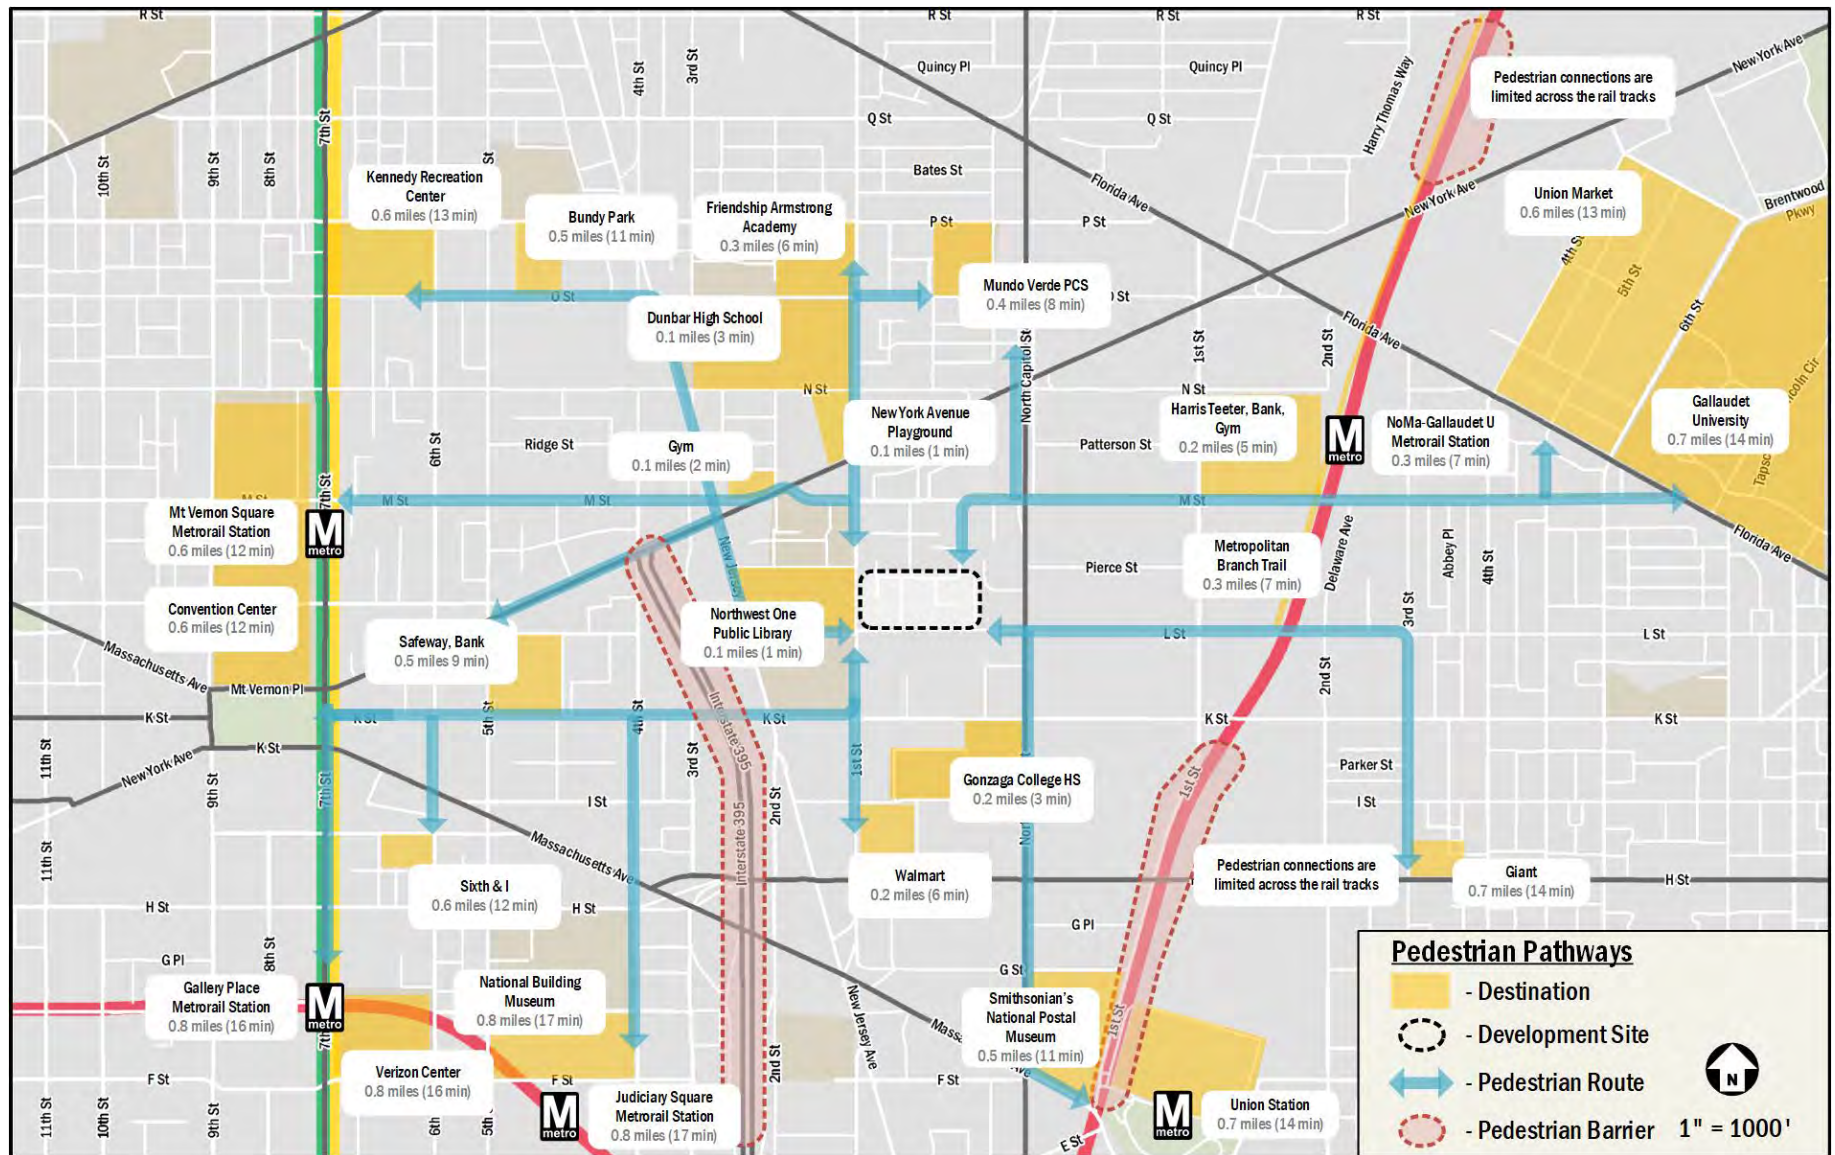 R St
R St
R St
R St
Quincy Pl
Quincy Pl
New York Ave
Pedestrian connections are
limited across the rail tracks
4th St
3rd St
7th St
Harry Thomas Way
Q St
Q St
10th St
9th St
8th St
5th St
Bates St
Kennedy Recreation
Center
0.6 miles (13 min)
Bundy Park
0.5 miles (11 min)
Friendship Armstrong
Academy
0.3 miles (6 min)
P St
P St
Florida Ave
New York Ave
Union Market
0.6 miles (13 min)
Brentwood
Pkwy
4th St
5th St
6th St
Mundo Verde PCS
0.4 miles (8 min)
O St
O St
Dunbar High School
0.1 miles (3 min)
Florida Ave
North Capitol St
1st St
2nd St
N St
N St
Lincoln Cir
New York Avenue
Playground
0.1 miles (1 min)
Harris Teeter, Bank,
Gym
0.2 miles (5 min)
M
metro
NoMa-Gallaudet U
Metrorail Station
0.3 miles (7 min)
Gallaudet
University
0.7 miles (14 min)
6th St
Ridge St
Gym
0.1 miles (2 min)
Patterson St
7th St
M St
M St
M St
M St
Mt Vernon Square
Metrorail Station
0.6 miles (12 min)
M
metro
New Jersey
Metropolitan
Branch Trail
0.3 miles (7 min)
Pierce St
Delaware Ave
Abbey Pl
4th St
Florida Ave
Convention Center
0.6 miles (12 min)
Safeway, Bank
0.5 miles 9 min)
Northwest One
Public Library
0.1 miles (1 min)
3rd St
L St
L St
Massachusetts Ave
Mt Vernon Pl
2nd St
K St
K St
5th St
4th St
Interstate 395
K St
K St
K St
K St
New York Ave
11th St
9th St
7th St
3rd St
2nd St
1st St
Gonzaga College HS
0.2 miles (3 min)
1st St
Parker St
I St
I St
Interstate 395
11th St
Massachusetts Ave
Walmart
0.2 miles (6 min)
Pedestrian connections are
limited across the rail tracks
Giant
0.7 miles (14 min)
H St
Sixth & I
0.6 miles (12 min)
H St
H St
G Pl
G Pl
8th St
G St
Gallery Place
Metrorail Station
0.8 miles (16 min)
M
metro
7th
National Building
Museum
0.8 miles (17 min)
New Jersey Ave
Smithsonian's
National Postal
Museum
0.5 miles (11 min)
1st St
Verizon Center
0.8 miles (16 min)
F St
F St
F St
2nd St
11th St
10th St
9th St
6th St
M
metro
Judiciary Square
Metrorail Station
0.8 miles (17 min)
E St
M
metro
Union Station
0.7 miles (14 min)
Pedestrian Pathways
- Destination
- Development Site
- Pedestrian Route
- Pedestrian Barrier
N
1" = 1000'